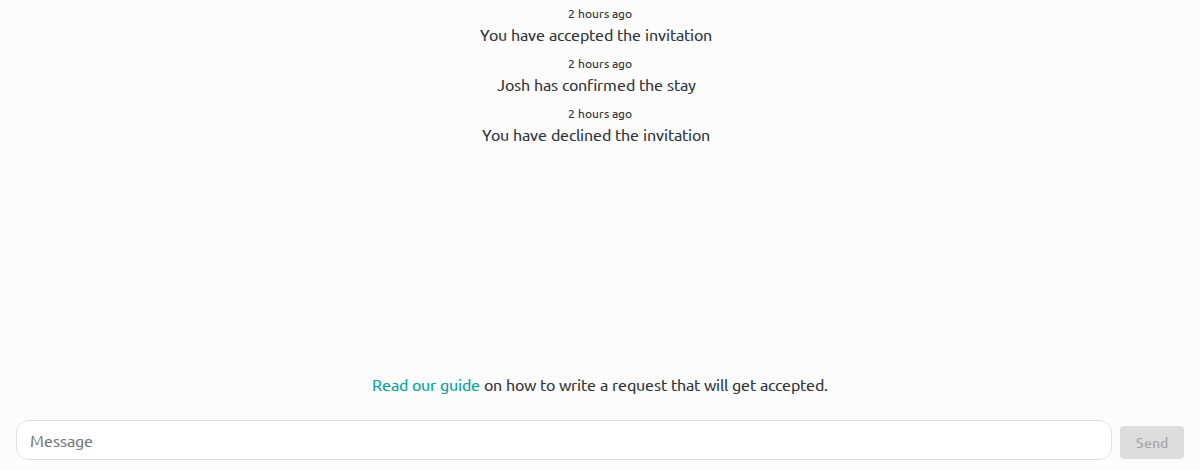 2 hours ago
You have accepted the invitation
2 hours ago
Josh has confirmed the stay
2 hours ago
You have declined the invitation
Read our guide on how to write a request that will get accepted.
Message
Send